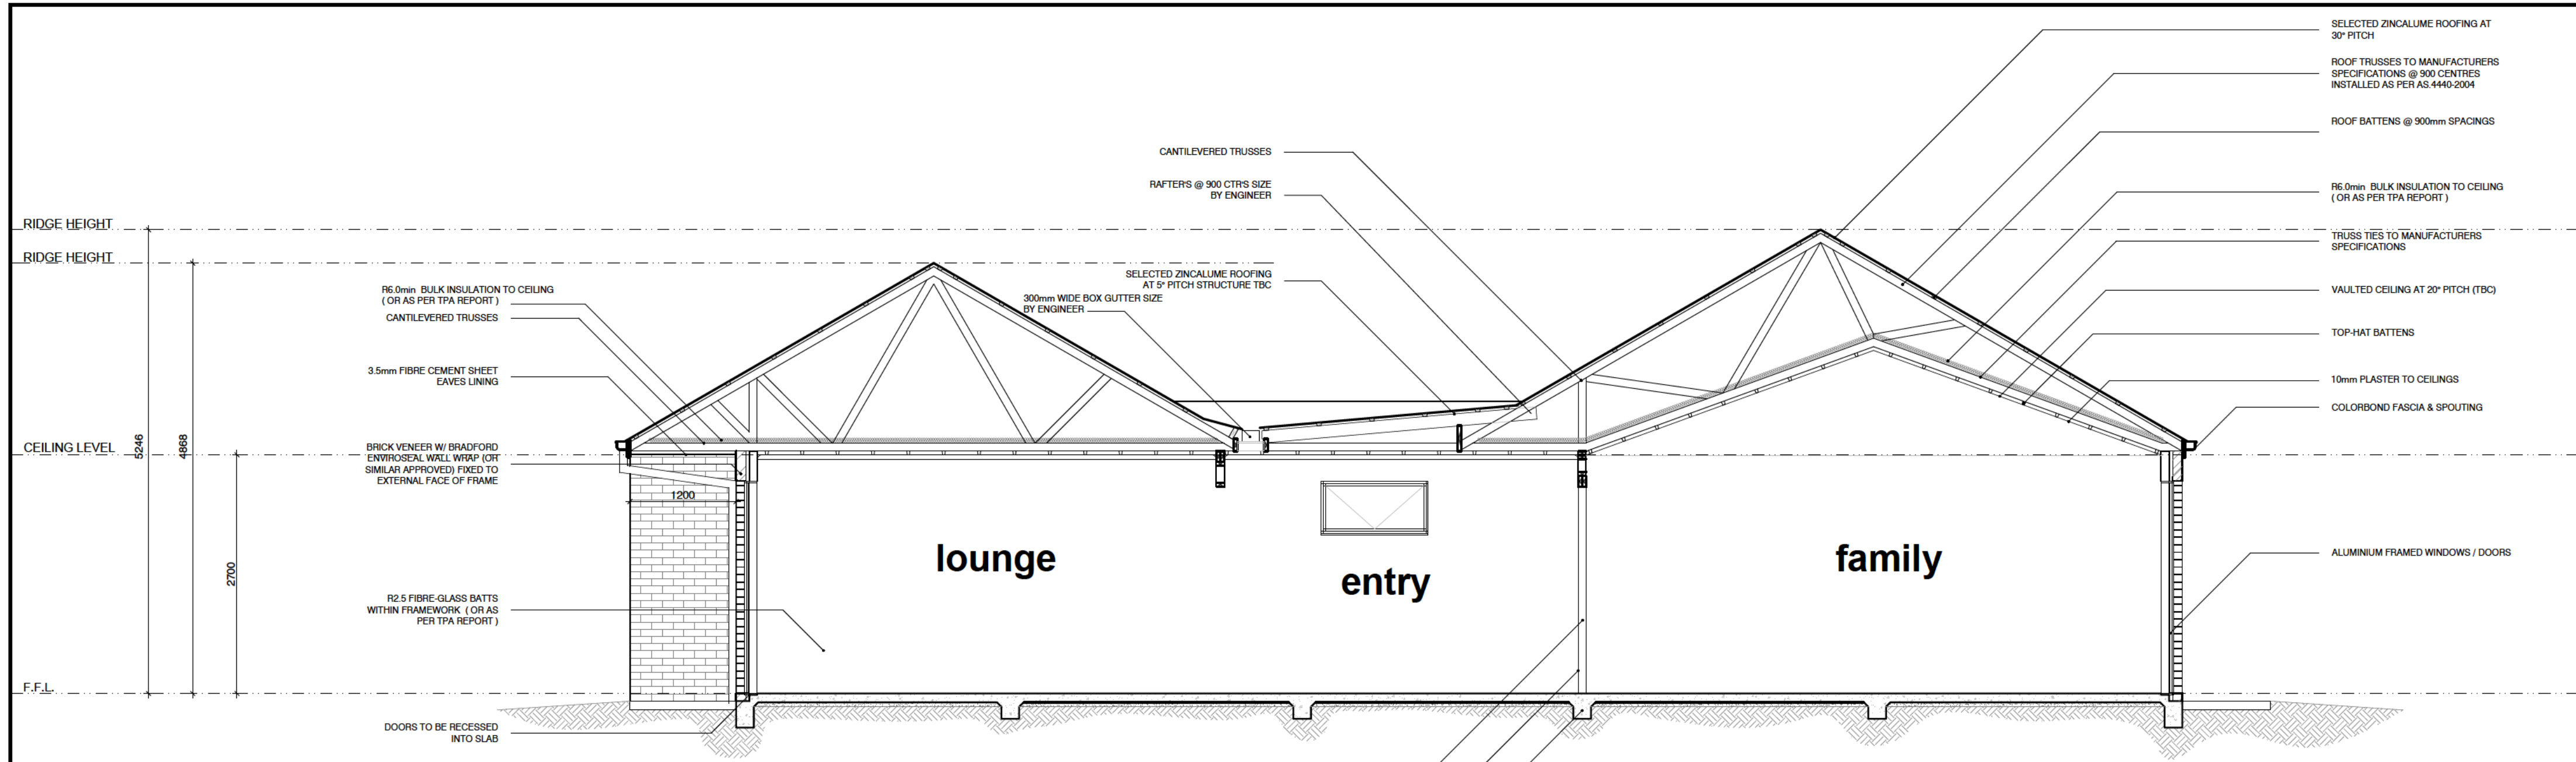 SELECTED ZINCALUME ROOFING AT
30° PITCH
ROOF TRUSSES TO MANUFACTURERS
SPECIFICATIONS @ 900 CENTRES
INSTALLED AS PER AS.4440-2004
ROOF BATTENS @ 900mm SPACINGS
R6.0min BULK INSULATION TO CEILING
( OR AS PER TPA REPORT )
TRUSS TIES TO MANUFACTURERS
SPECIFICATIONS
VAULTED CEILING AT 20° PITCH (TBC)
TOP-HAT BATTENS
10mm PLASTER TO CEILINGS
COLORBOND FASCIA & SPOUTING
ALUMINIUM FRAMED WINDOWS / DOORS
CANTILEVERED TRUSSES
RAFTER'S @ 900 CTR'S SIZE
BY ENGINEER
SELECTED ZINCALUME ROOFING
AT 5° PITCH STRUCTURE TBC
300mm WIDE BOX GUTTER SIZE
BY ENGINEER
RIDGE HEIGHT
RIDGE HEIGHT
CEILING LEVEL
F.F.L.
5246
4868
2700
R6.0min BULK INSULATION TO CEILING
( OR AS PER TPA REPORT )
CANTILEVERED TRUSSES
3.5mm FIBRE CEMENT SHEET
EAVES LINING
BRICK VENEER W/ BRADFORD
ENVIROSEAL WALL WRAP (OR
SIMILAR APPROVED) FIXED TO
EXTERNAL FACE OF FRAME
1200
R2.5 FIBRE-GLASS BATTS
WITHIN FRAMEWORK ( OR AS
PER TPA REPORT )
DOORS TO BE RECESSED
INTO SLAB
lounge
entry
family